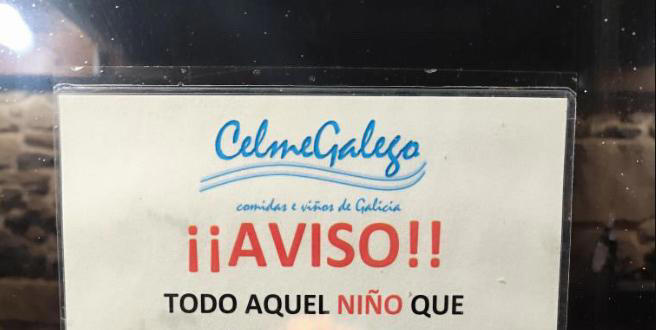 CelmeGalego
comidas e viños de Galicia
¡¡AVISO!!
TODO AQUEL NIÑO QUE